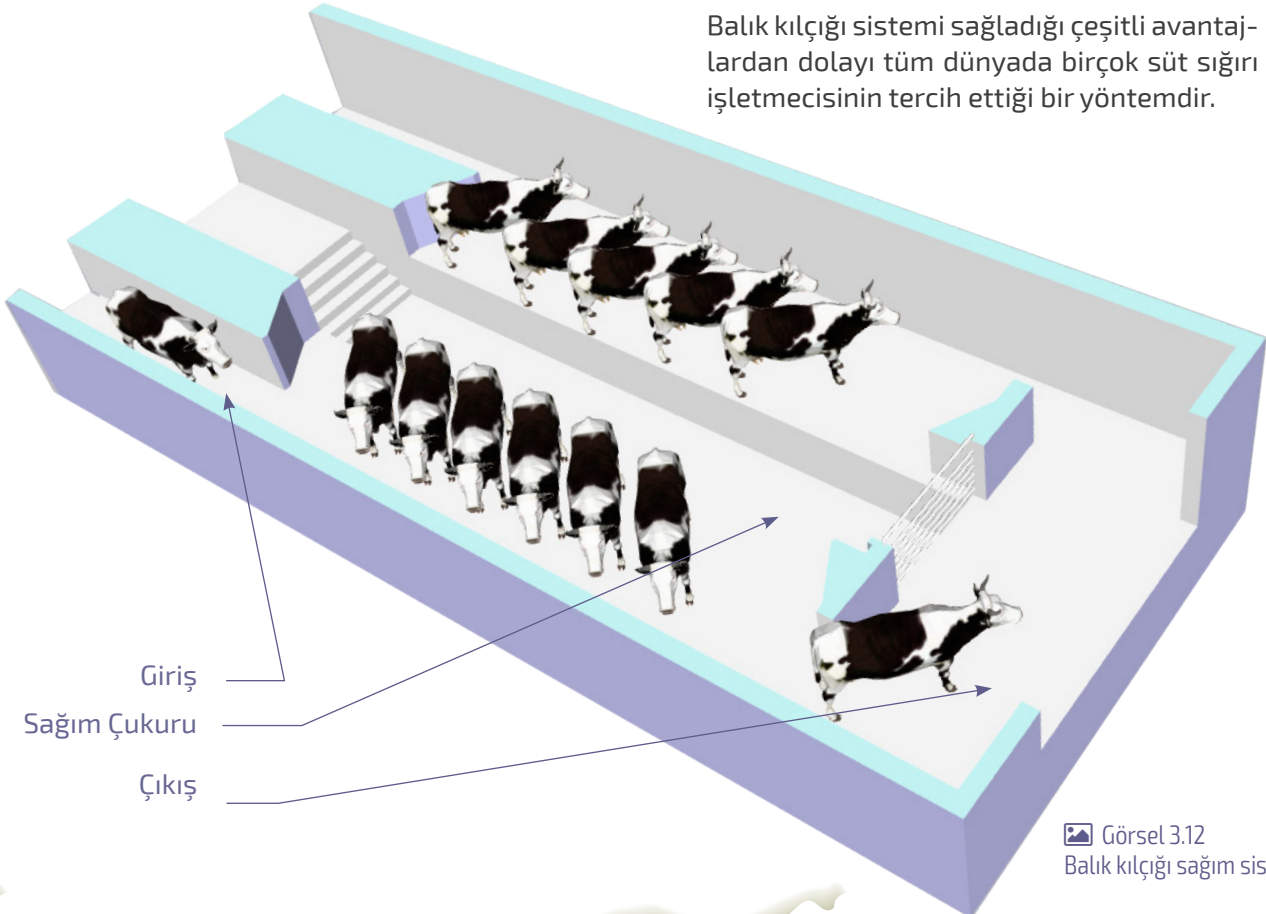 Balık kılçığı sistemi sağladığı çeşitli avantaj-
lardan dolayı tüm dünyada birçok süt sığırı
işletmecisinin tercih ettiği bir yöntemdir.
Giriş
Sağım Çukuru
Çıkış
Görsel 3.12
Balık kılçığı sağım sis